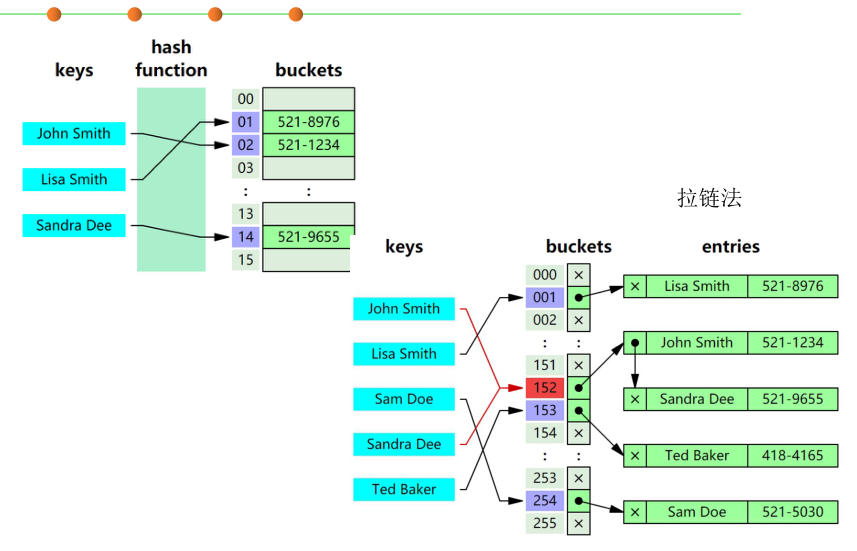 keys
hash
function
buckets
John Smith
Lisa Smith
Sandra Dee
00
01 521-8976
02 521-1234
03
: :
13
14 521-9655
15
拉链法
keys
buckets
entries
John Smith
Lisa Smith
Sam Doe
Sandra Dee
Ted Baker
000 ×
001
002 ×
: :
151 ×
152
153
154 ×
: :
253 ×
254
255 ×
× Lisa Smith 521-8976
John Smith 521-1234
× Sandra Dee 521-9655
× Ted Baker 418-4165
× Sam Doe 521-5030